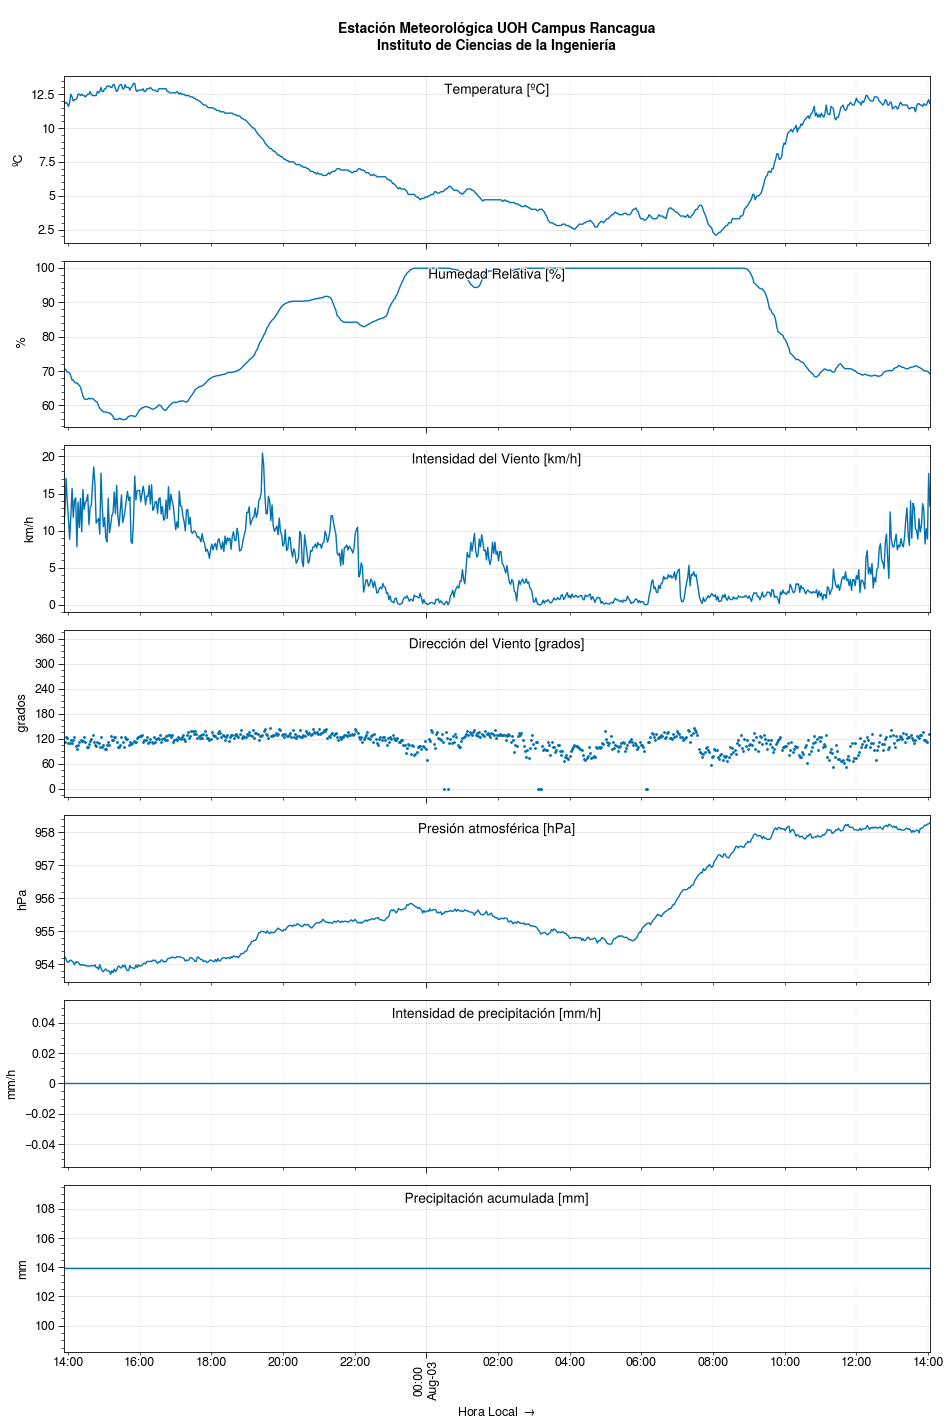 Estación Meteorológica UOH Campus Rancagua
Instituto de Ciencias de la Ingeniería
Temperatura [ºC]
ºC
12.5
10
7.5
5
2.5
Humedad Relativa [%]
%
100
90
80
70
60
Intensidad del Viento [km/h]
km/h
20
15
10
5
0
Dirección del Viento [grados]
grados
360
300
240
180
120
60
0
Presión atmosférica [hPa]
hPa
958
957
956
955
954
Intensidad de precipitación [mm/h]
mm/h
0.04
0.02
0
−0.02
−0.04
Precipitación acumulada [mm]
mm
108
106
104
102
100
14:00 16:00 18:00 20:00 22:00 00:00 02:00 04:00 06:00 08:00 10:00 12:00 14:00
Aug-03
Hora Local →